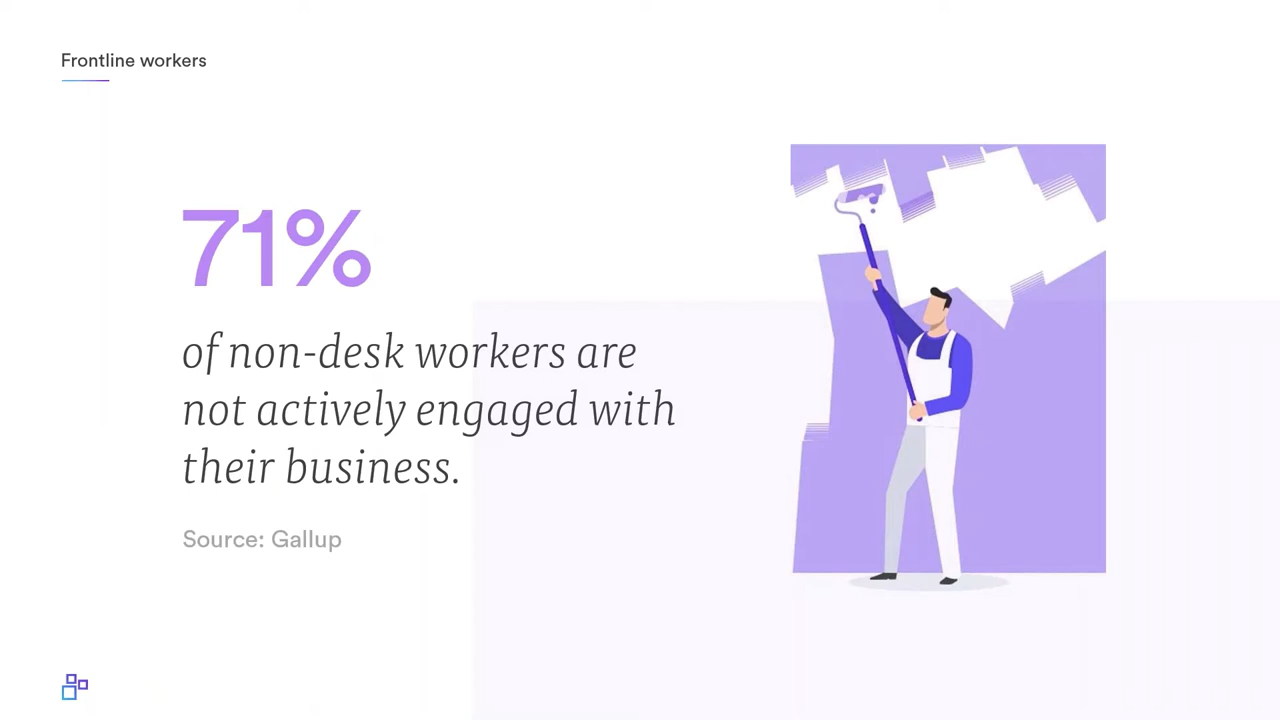 Frontline workers
71%
of non-desk workers are
not actively engaged with
their business.
Source: Gallup